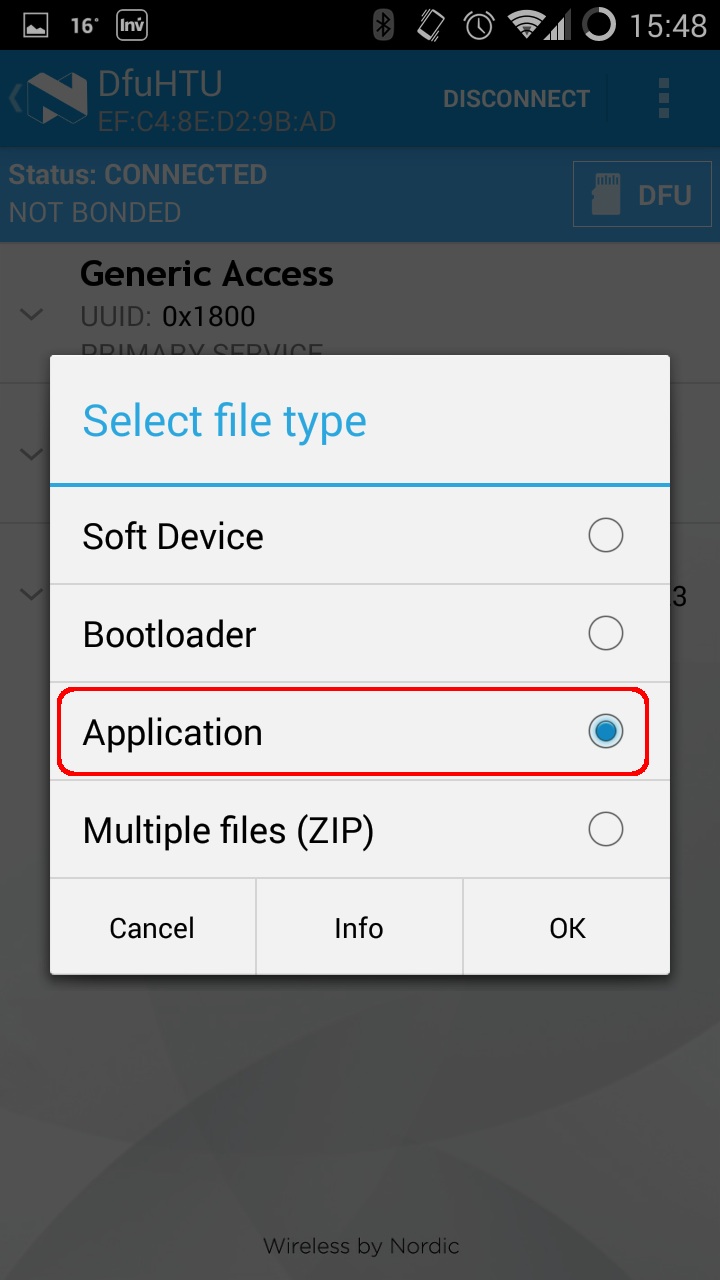 16°
inv
15:48
DfuHTU
EF:C4:8E:D2:9B:AD
DISCONNECT
Status: CONNECTED
NOT BONDED
DFU
Generic Access
UUID: 0x1800
PRIMARY SERVICE
Select file type
Soft Device
Bootloader
3
Application
Multiple files (ZIP)
Cancel
Info
OK
Wireless by Nordic